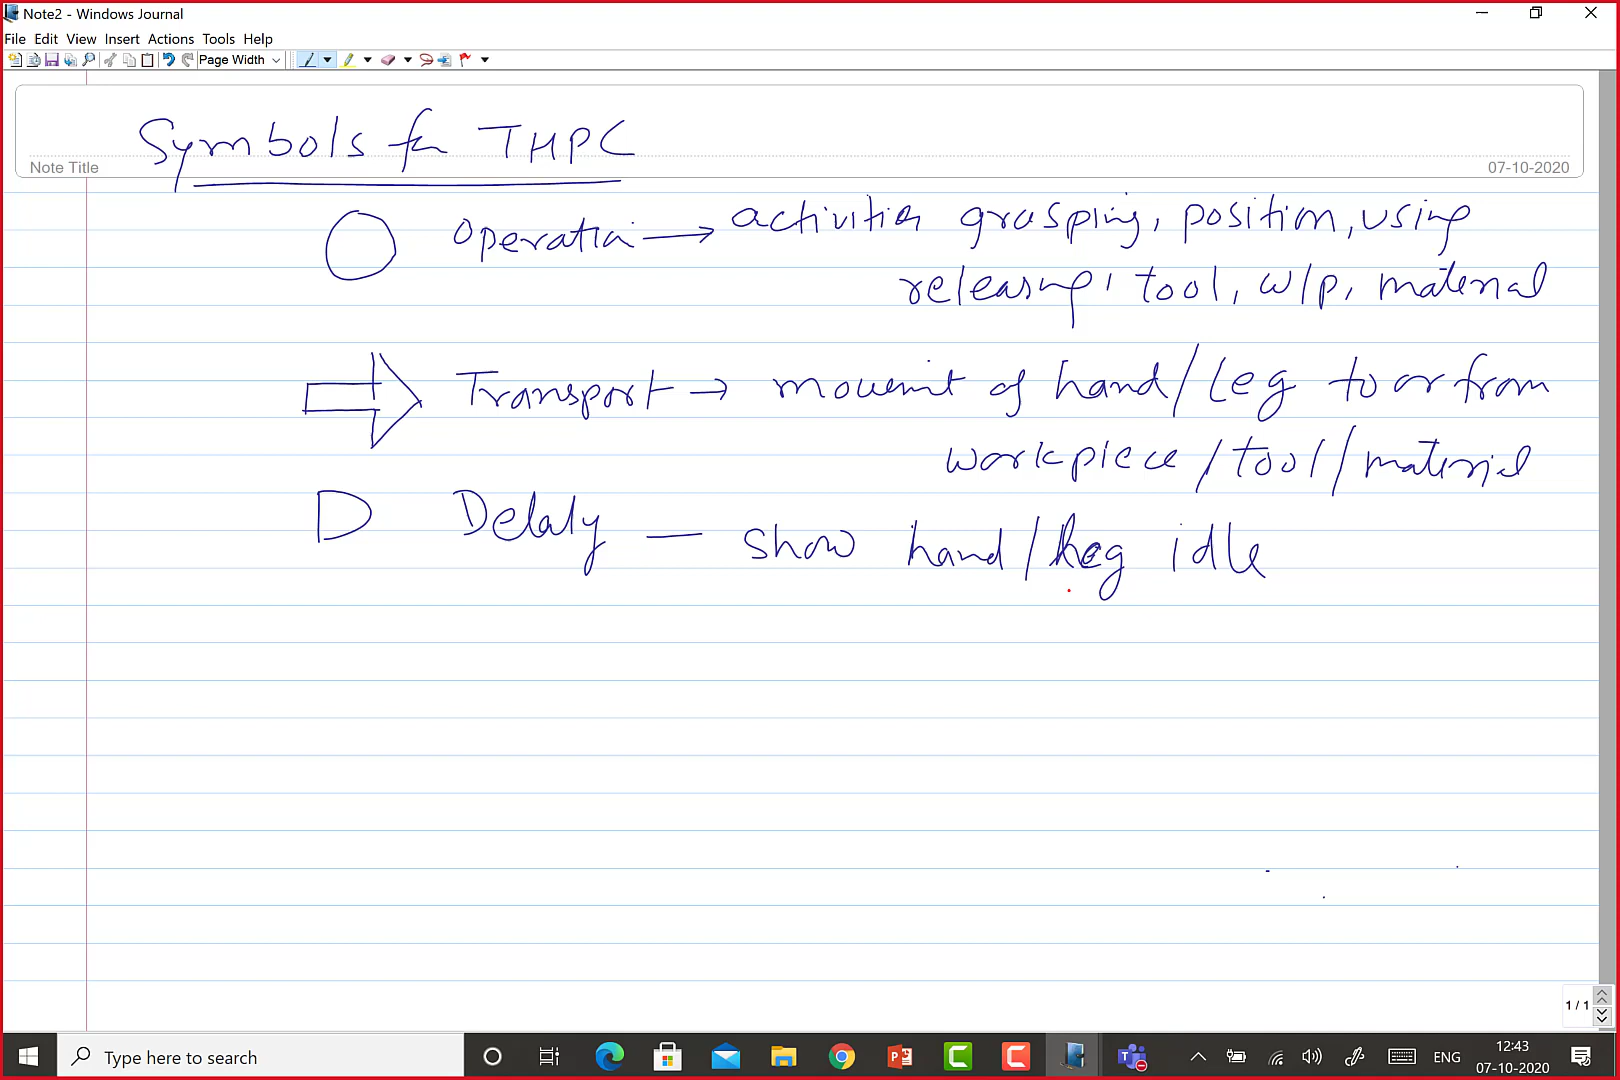 Note2 - Windows Journal
File Edit View Insert Actions Tools Help
Page Width
Symbols for THPC
Note Title
07-10-2020
Operation → activities grasping, position, using
releasing, tool, w/p, material
Transport → movemnt of hand/Leg to or from
workpiece/tool/material
D Delaly — show hand/leg idle
1 / 1
Type here to search
ENG
12:43
07-10-2020